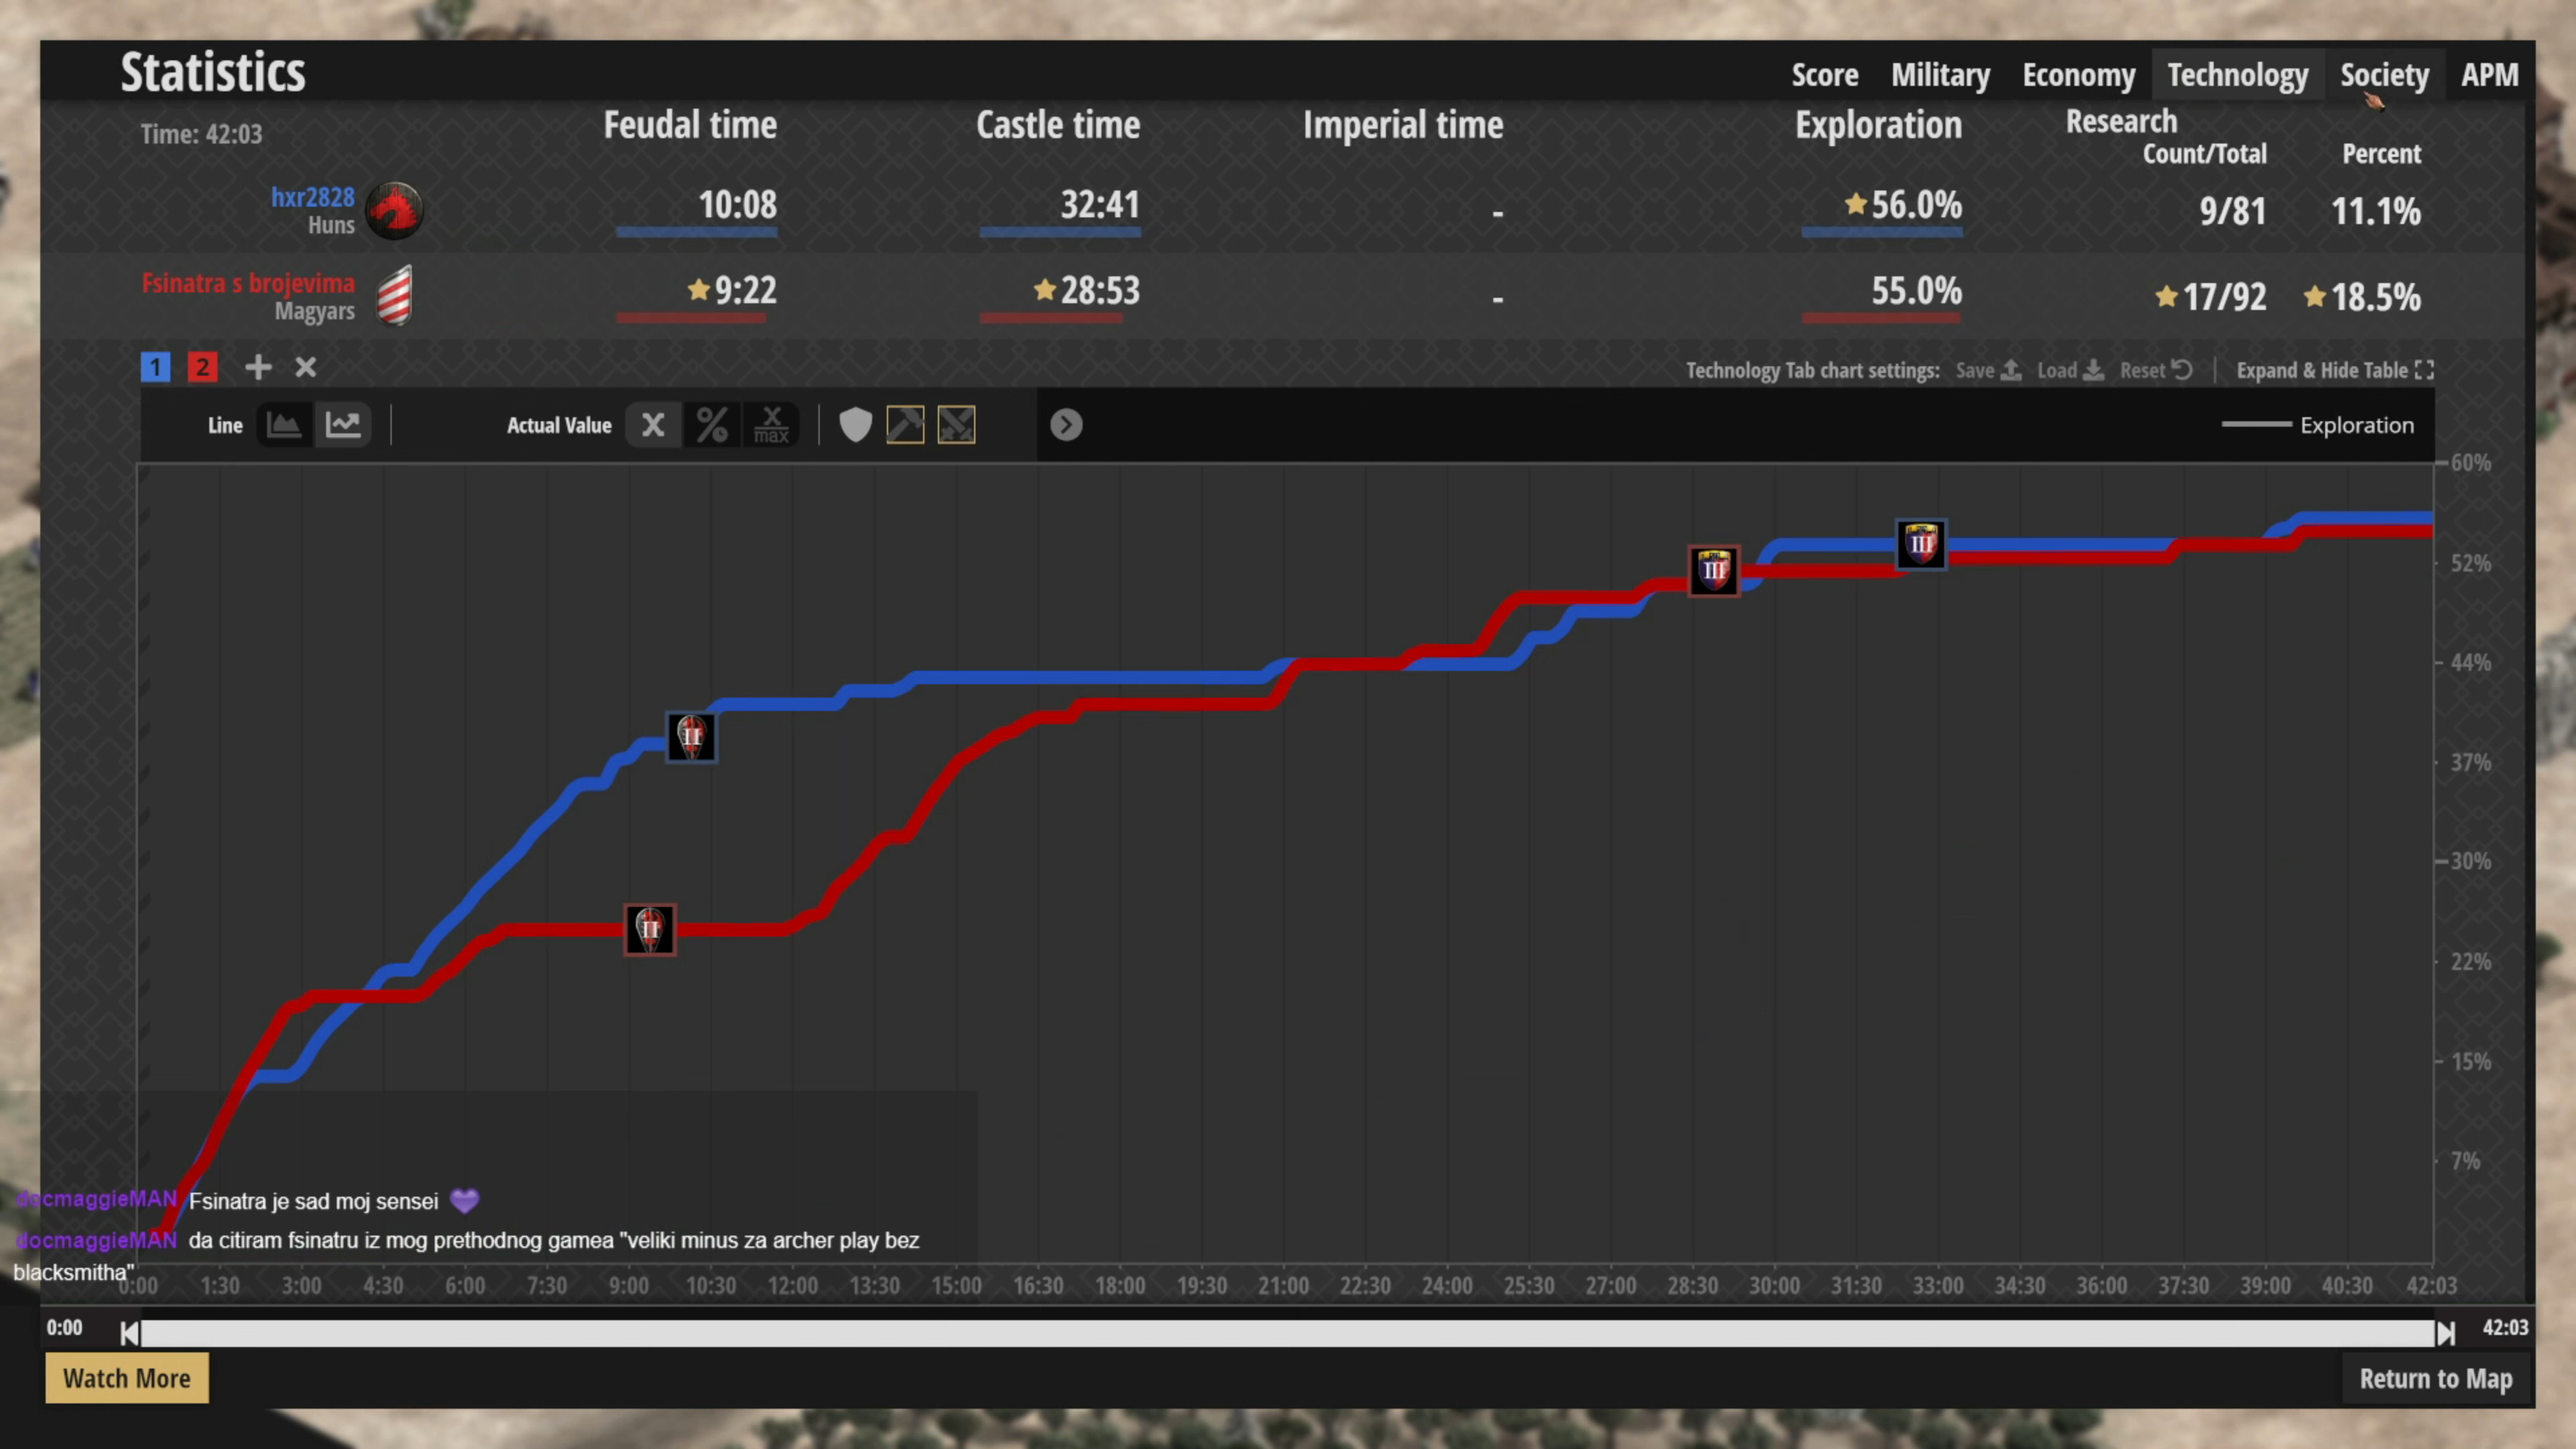 Statistics
Score Military Economy Technology Society APM
Time: 42:03
Feudal time Castle time Imperial time Exploration Research
Count/Total Percent
hxr2828
Huns
10:08 32:41 - 56.0% 9/81 11.1%
Fsinatra s brojevima
Magyars
9:22 28:53 - 55.0% 17/92 18.5%
1 2
Technology Tab chart settings: Save Load Reset | Expand & Hide Table
Line Actual Value X % X max
Exploration
60%
52%
44%
37%
30%
22%
15%
7%
III
III
II
II
docmaggieMAN Fsinatra je sad moj sensei
docmaggieMAN da citiram fsinatru iz mog prethodnog gamea "veliki minus za archer play bez
blacksmitha"
0:00 1:30 3:00 4:30 6:00 7:30 9:00 10:30 12:00 13:30 15:00 16:30 18:00 19:30 21:00 22:30 24:00 25:30 27:00 28:30 30:00 31:30 33:00 34:30 36:00 37:30 39:00 40:30 42:03
0:00 42:03
Watch More Return to Map